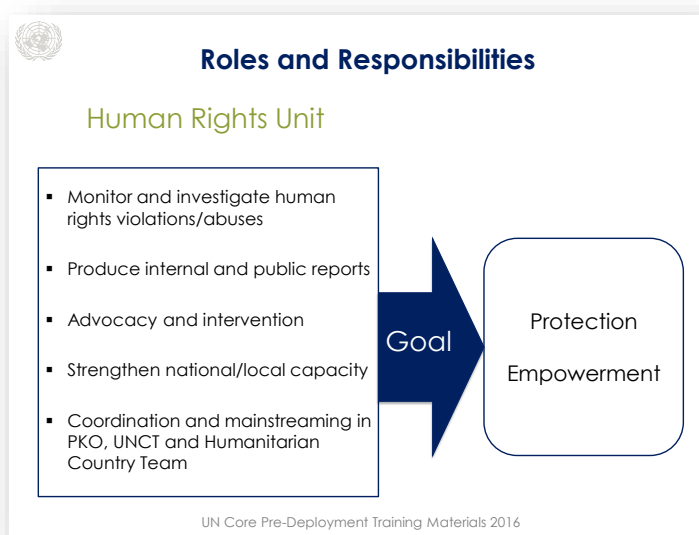 Roles and Responsibilities
Human Rights Unit
▪ Monitor and investigate human
rights violations/abuses
▪ Produce internal and public reports
▪ Advocacy and intervention
▪ Strengthen national/local capacity
▪ Coordination and mainstreaming in
PKO, UNCT and Humanitarian
Country Team
Goal
Protection
Empowerment
UN Core Pre-Deployment Training Materials 2016